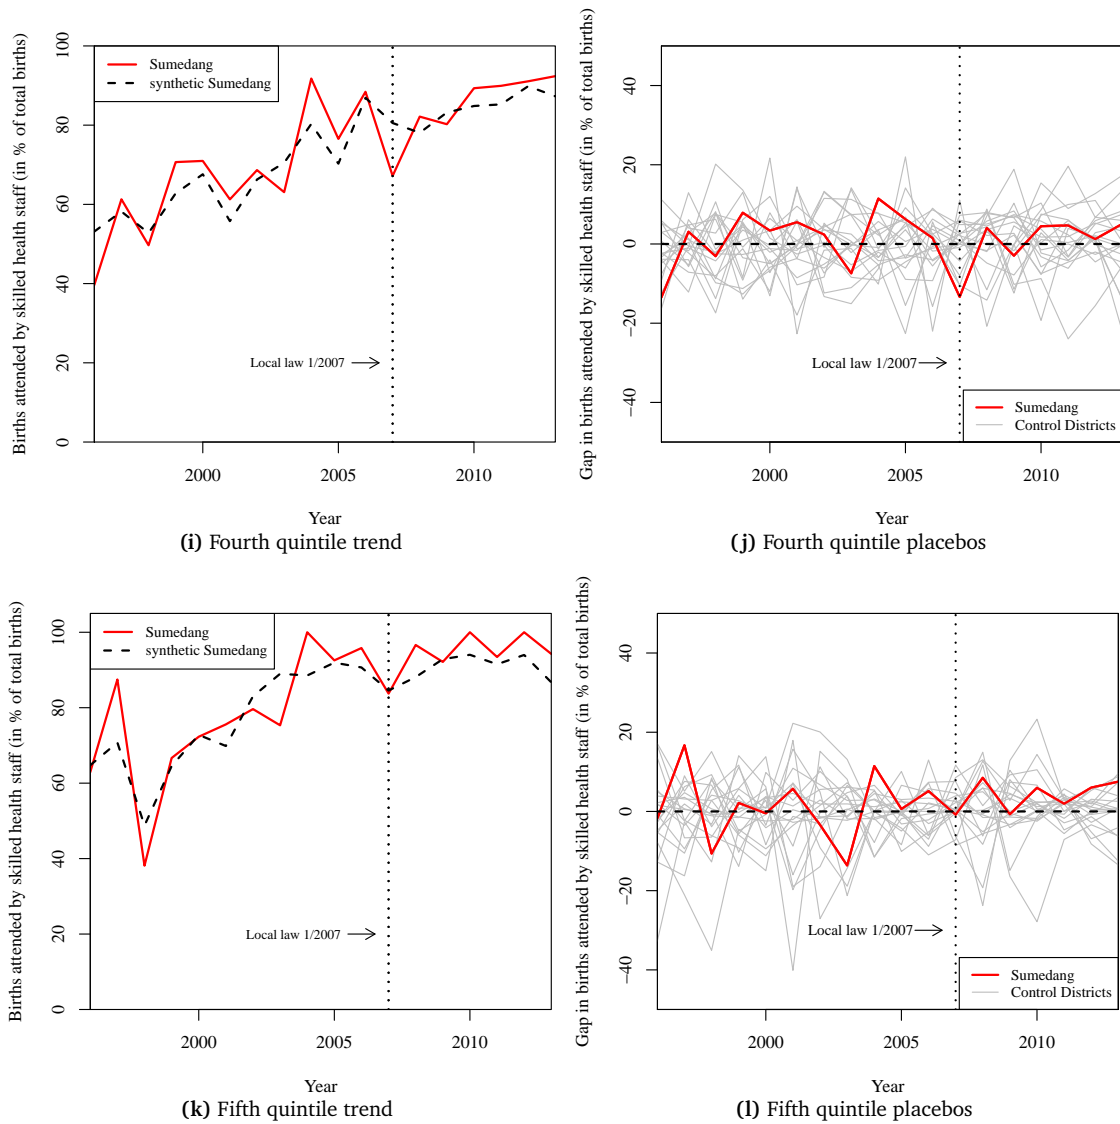 Births attended by skilled health staff (in % of total births)
100
80
60
40
20
0
Sumedang
synthetic Sumedang
Local law 1/2007
2000
2005
2010
Year
(i) Fourth quintile trend
Gap in births attended by skilled health staff (in % of total births)
40
20
0
−20
−40
Local law 1/2007
Sumedang
Control Districts
2000
2005
2010
Year
(j) Fourth quintile placebos
Births attended by skilled health staff (in % of total births)
100
80
60
40
20
0
Sumedang
synthetic Sumedang
Local law 1/2007
2000
2005
2010
Year
(k) Fifth quintile trend
Gap in births attended by skilled health staff (in % of total births)
40
20
0
−20
−40
Local law 1/2007
Sumedang
Control Districts
2000
2005
2010
Year
(l) Fifth quintile placebos